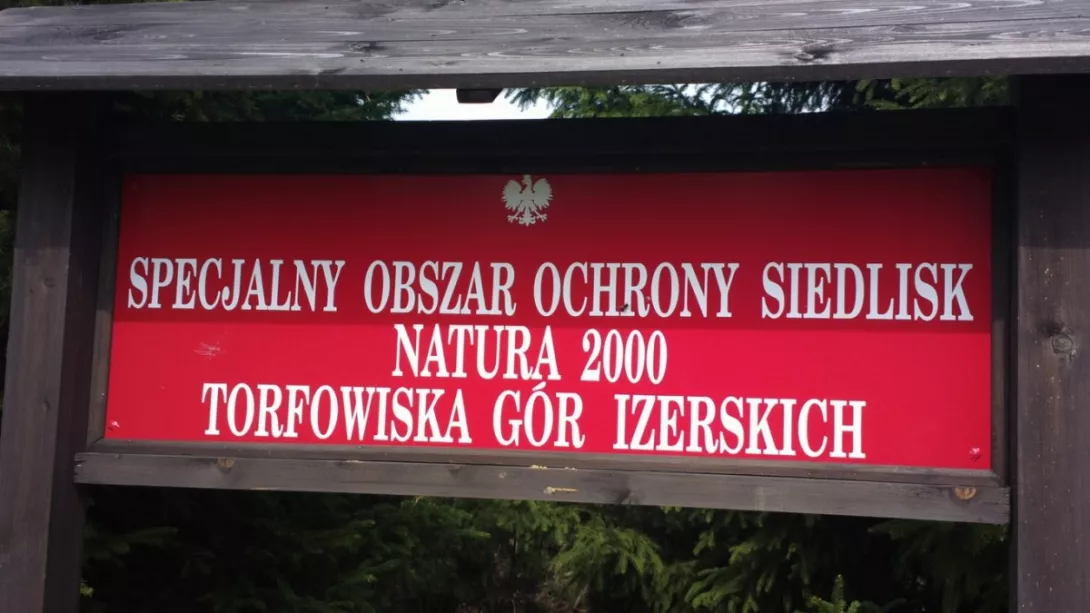 SPECJALNY OBSZAR OCHRONY SIEDLISK
NATURA 2000
TORFOWISKA GÓR IZERSKICH